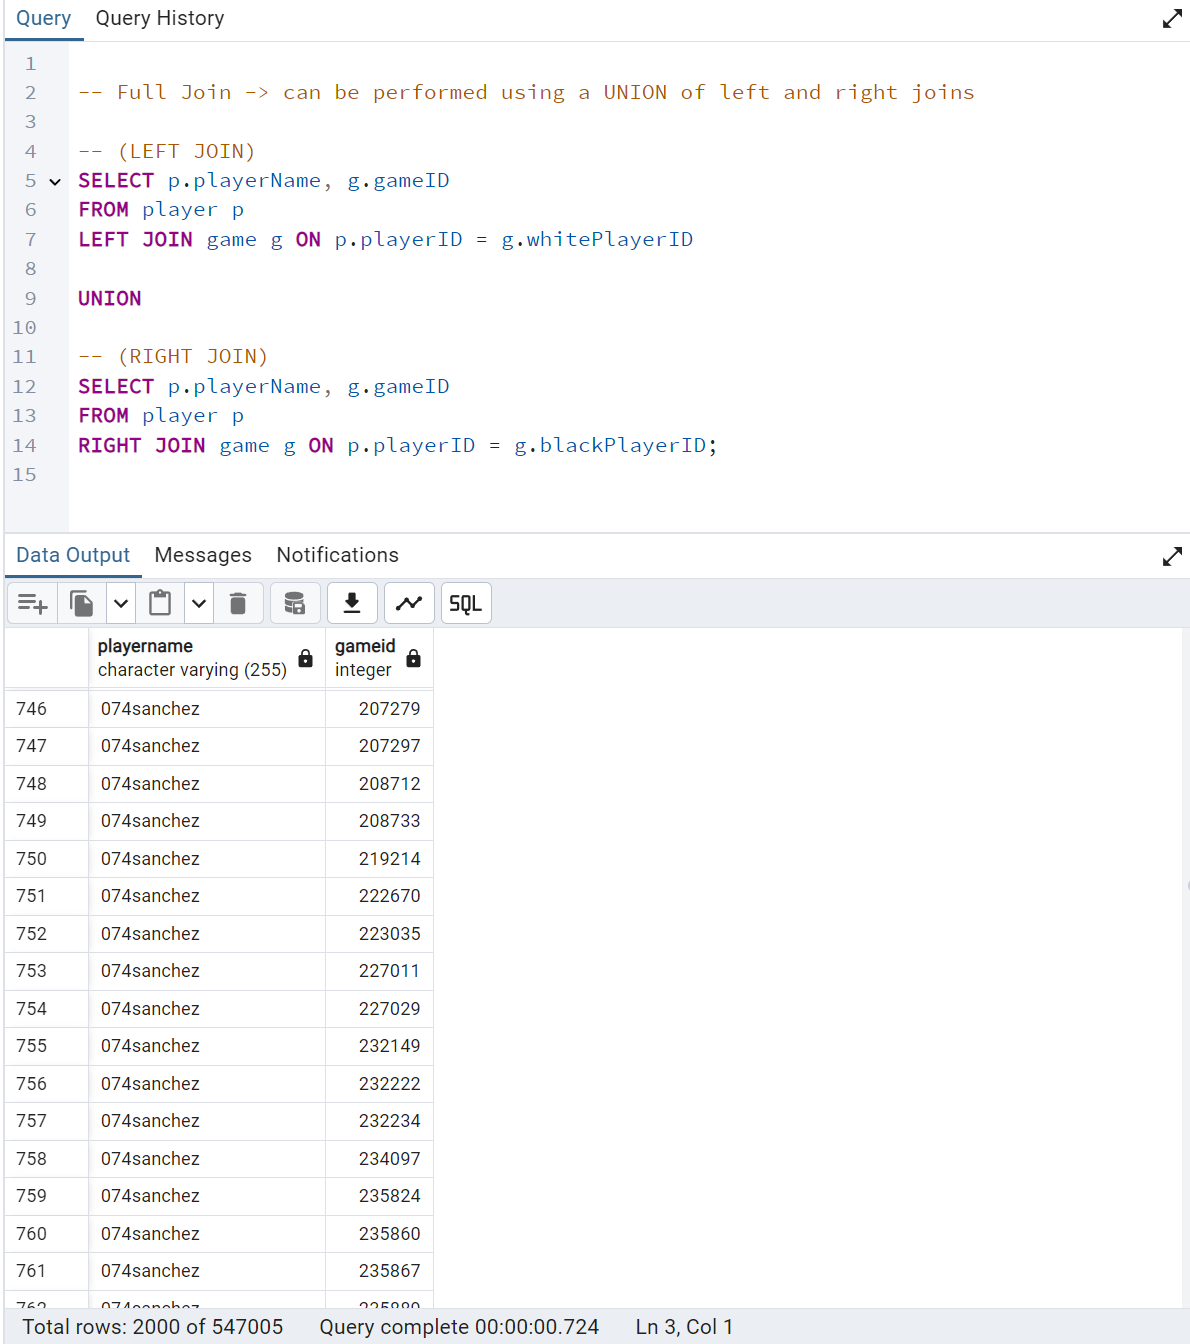 Query Query History
1
2 -- Full Join -> can be performed using a UNION of left and right joins
3
4 -- (LEFT JOIN)
5 SELECT p.playerName, g.gameID
6 FROM player p
7 LEFT JOIN game g ON p.playerID = g.whitePlayerID
8
9 UNION
10
11 -- (RIGHT JOIN)
12 SELECT p.playerName, g.gameID
13 FROM player p
14 RIGHT JOIN game g ON p.playerID = g.blackPlayerID;
15
Data Output Messages Notifications
SQL
playername gameid
character varying (255) integer
746 074sanchez 207279
747 074sanchez 207297
748 074sanchez 208712
749 074sanchez 208733
750 074sanchez 219214
751 074sanchez 222670
752 074sanchez 223035
753 074sanchez 227011
754 074sanchez 227029
755 074sanchez 232149
756 074sanchez 232222
757 074sanchez 232234
758 074sanchez 234097
759 074sanchez 235824
760 074sanchez 235860
761 074sanchez 235867
762 074sanchez
Total rows: 2000 of 547005 Query complete 00:00:00.724 Ln 3, Col 1